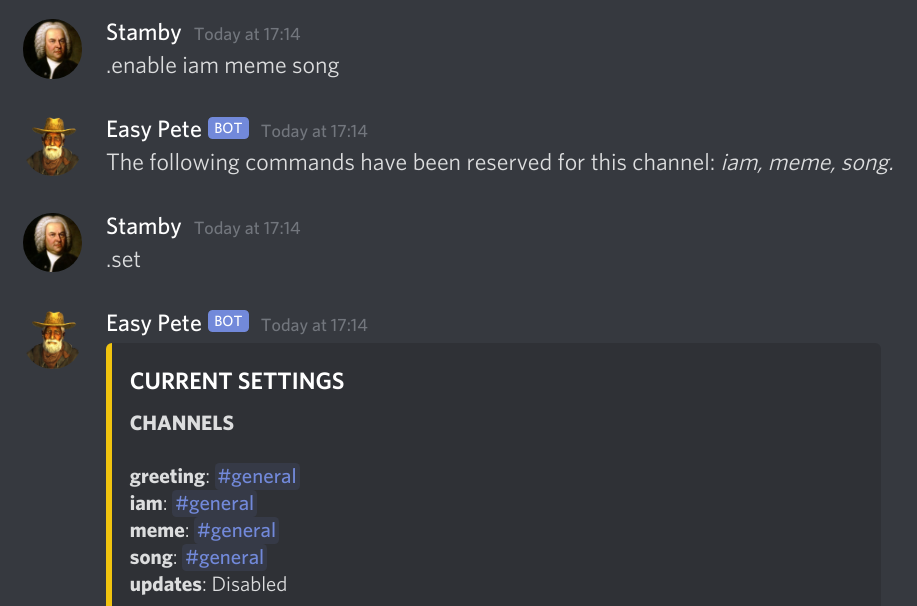 Stamby Today at 17:14
.enable iam meme song
Easy Pete BOT Today at 17:14
The following commands have been reserved for this channel: iam, meme, song.
Stamby Today at 17:14
.set
Easy Pete BOT Today at 17:14
CURRENT SETTINGS
CHANNELS
greeting: #general
iam: #general
meme: #general
song: #general
updates: Disabled